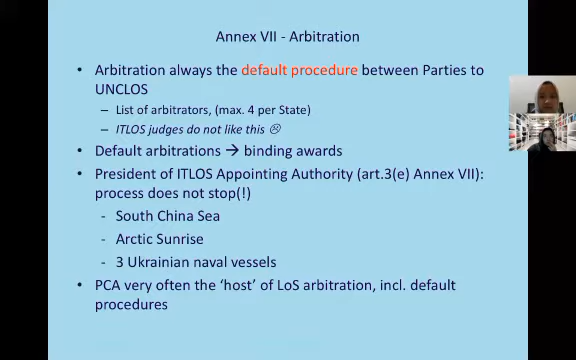 Annex VII - Arbitration
• Arbitration always the default procedure between Parties to
UNCLOS
– List of arbitrators, (max. 4 per State)
– ITLOS judges do not like this ☹
• Default arbitrations → binding awards
• President of ITLOS Appointing Authority (art.3(e) Annex VII):
process does not stop(!)
- South China Sea
- Arctic Sunrise
- 3 Ukrainian naval vessels
• PCA very often the ‘host’ of LoS arbitration, incl. default
procedures